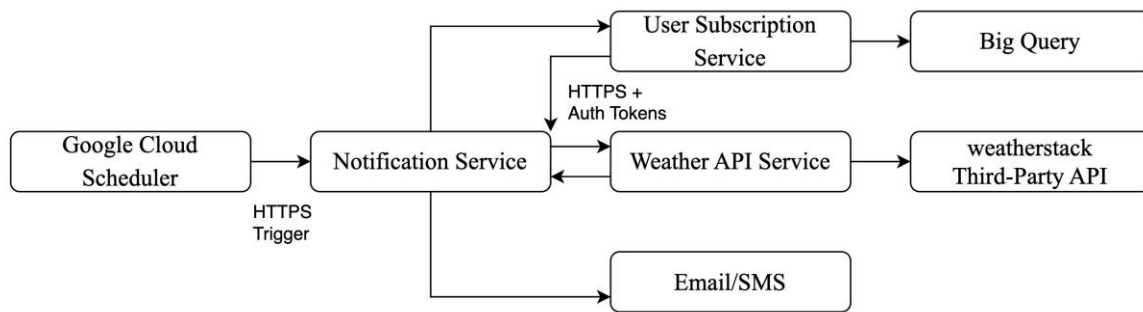 User Subscription
Service
Big Query
HTTPS +
Auth Tokens
Google Cloud
Scheduler
Notification Service
Weather API Service
weatherstack
Third-Party API
HTTPS
Trigger
Email/SMS